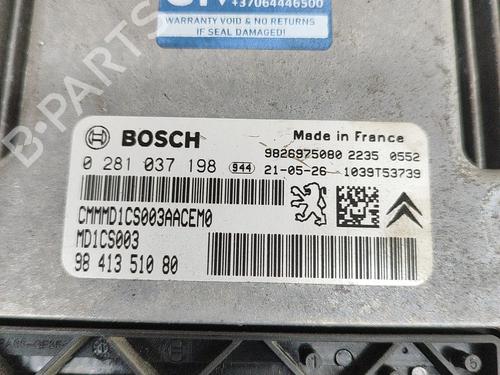 +37064446500
WARRANTY VOID & NO RETURNS
IF SEAL DAMAGED!
B-PARTS
BOSCH
Made in France
0 281 037 198
944
9826975080 2235 0552
21-05-26 1039T53739
CMMMD1CS003AACEM0
MD1CS003
98 413 510 80